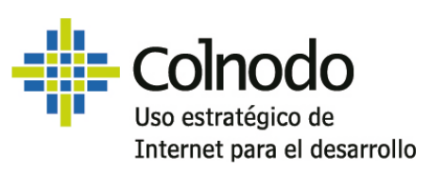 Colnodo
Uso estratégico de
Internet para el desarrollo